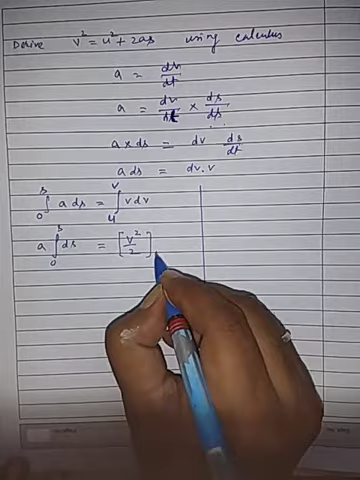 Derive v² = u² + 2as using calculus
a = dv/dt
a = dv/dt × ds/ds
a × ds = dv ds/dt
a ds = dv. v
∫₀ˢ a ds = ∫ᵤⱽ v dv
a ∫₀ˢ ds = [v²/2]